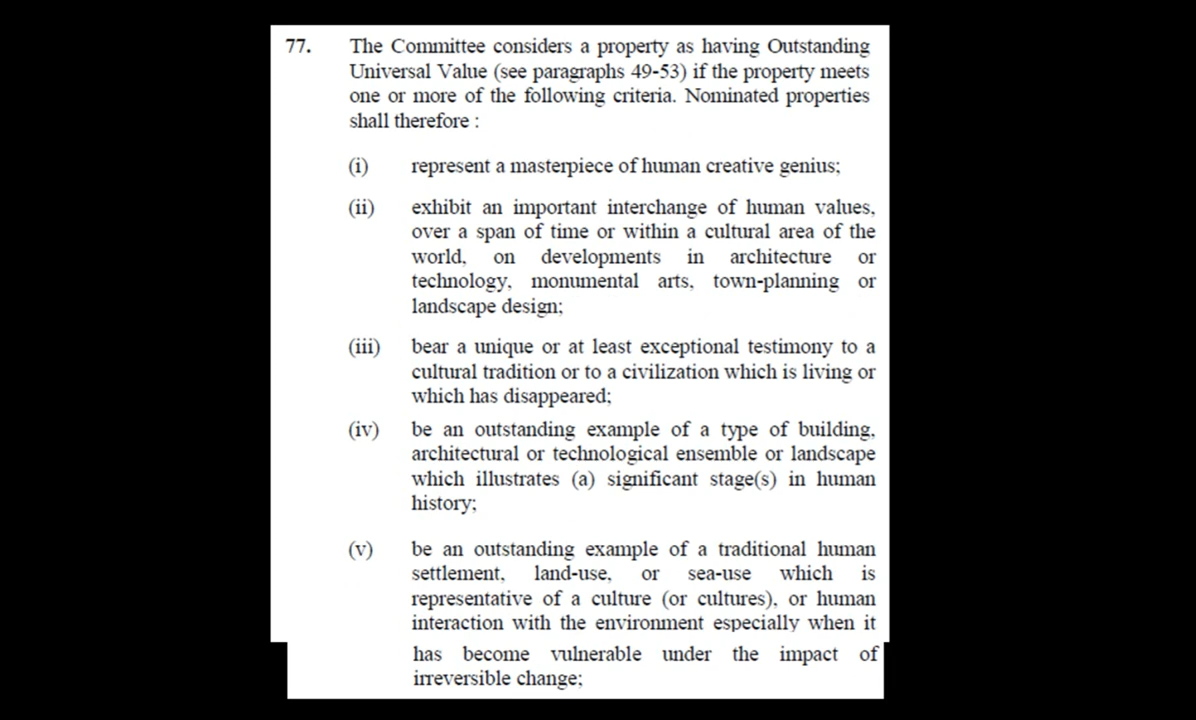 77. The Committee considers a property as having Outstanding
Universal Value (see paragraphs 49-53) if the property meets
one or more of the following criteria. Nominated properties
shall therefore :
(i) represent a masterpiece of human creative genius;
(ii) exhibit an important interchange of human values,
over a span of time or within a cultural area of the
world, on developments in architecture or
technology, monumental arts, town-planning or
landscape design;
(iii) bear a unique or at least exceptional testimony to a
cultural tradition or to a civilization which is living or
which has disappeared;
(iv) be an outstanding example of a type of building,
architectural or technological ensemble or landscape
which illustrates (a) significant stage(s) in human
history;
(v) be an outstanding example of a traditional human
settlement, land-use, or sea-use which is
representative of a culture (or cultures), or human
interaction with the environment especially when it
has become vulnerable under the impact of
irreversible change;